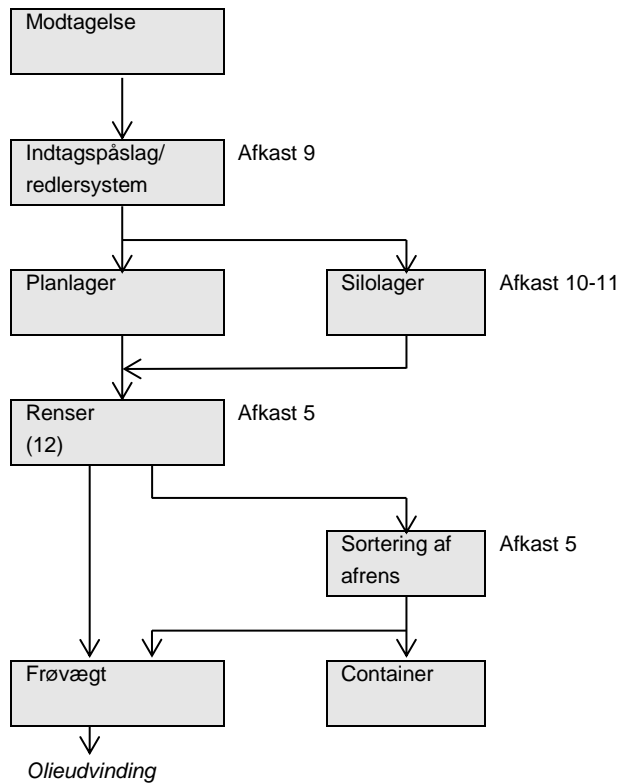 Modtagelse
Indtagspåslag/
redlersystem
Afkast 9
Planlager
Silolager
Afkast 10-11
Renser
(12)
Afkast 5
Sortering af
afrens
Afkast 5
Frøvægt
Container
Olieudvinding